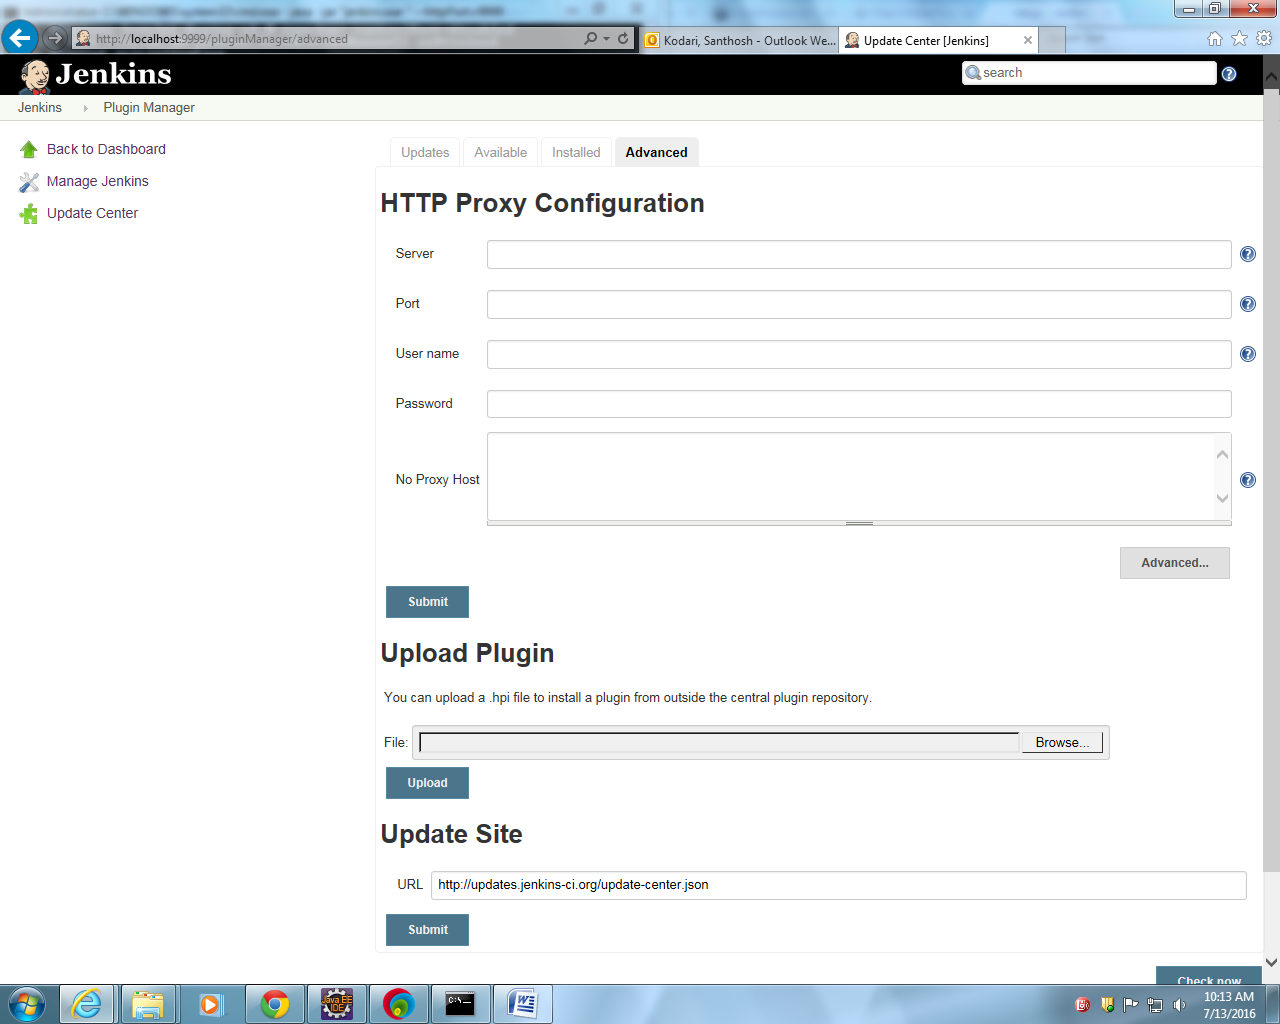 http://localhost:9999/pluginManager/advanced
Kodari, Santhosh - Outlook We...
Update Center [Jenkins]
Jenkins
search
Jenkins
Plugin Manager
Back to Dashboard
Manage Jenkins
Update Center
Updates
Available
Installed
Advanced
HTTP Proxy Configuration
Server
Port
User name
Password
No Proxy Host
Advanced...
Submit
Upload Plugin
You can upload a .hpi file to install a plugin from outside the central plugin repository.
File:
Browse...
Upload
Update Site
URL
http://updates.jenkins-ci.org/update-center.json
Submit
Check now
Java EE
IDE
C:\.
10:13 AM
7/13/2016